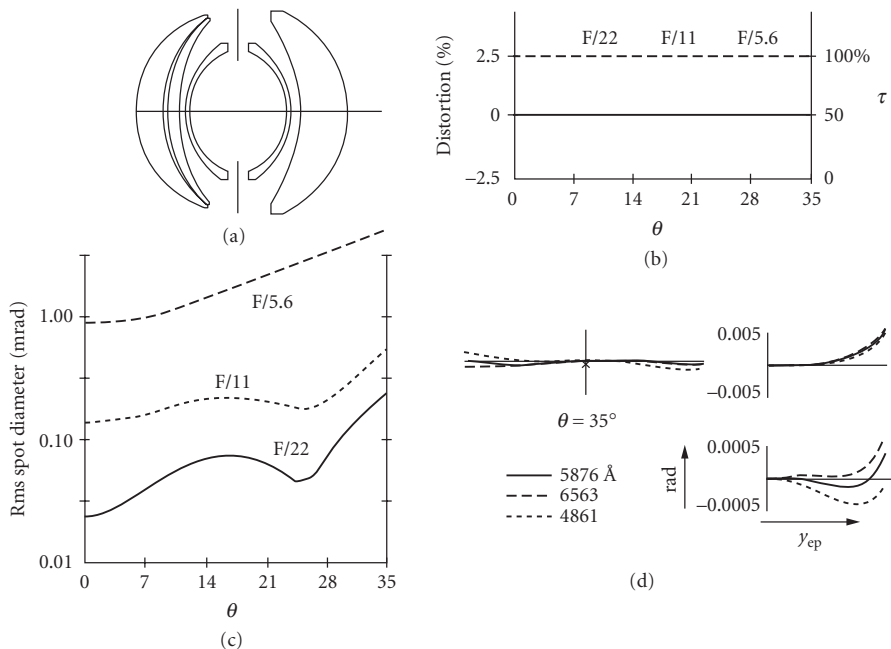 (a)
Distortion (%)
2.5
0
−2.5
F/22
F/11
F/5.6
100%
50
0
τ
0
7
14
21
28
35
θ
(b)
Rms spot diameter (mrad)
1.00
0.10
0.01
F/5.6
F/11
F/22
0
7
14
21
28
35
θ
(c)
θ = 35°
0.005
−0.005
0.0005
−0.0005
rad
5876 Å
6563
4861
yep
(d)